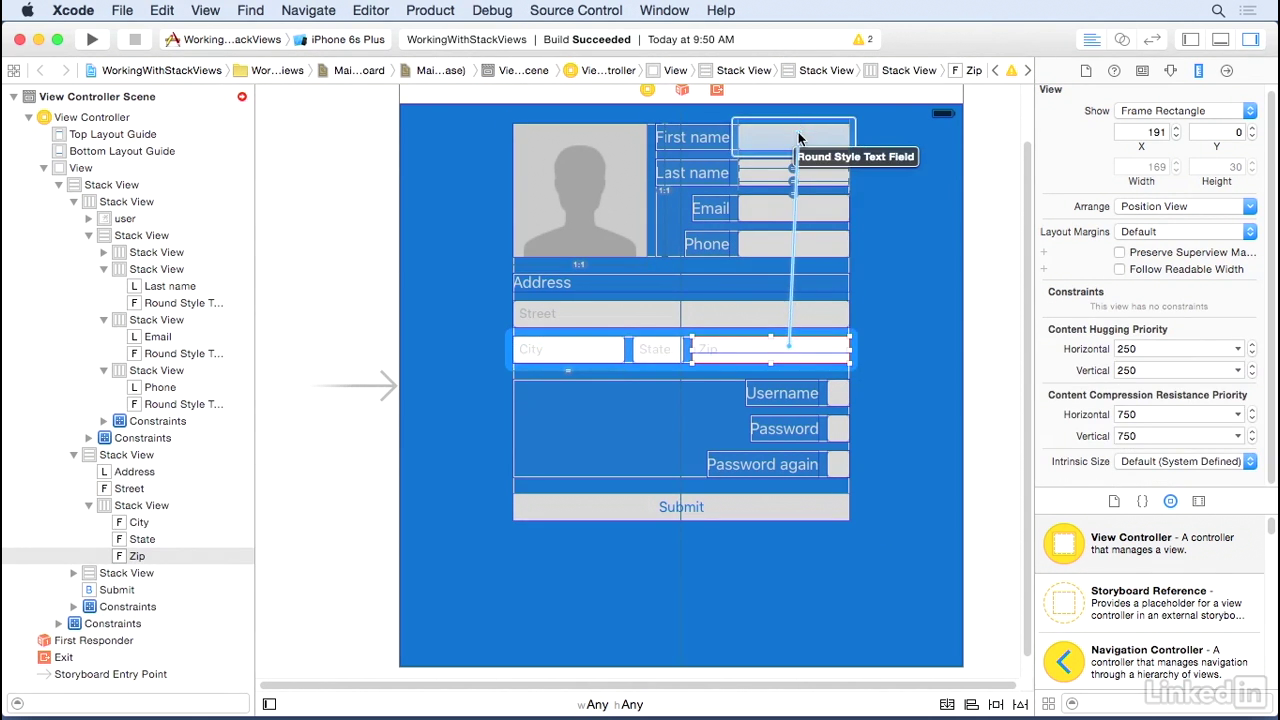 Xcode File Edit View Find Navigate Editor Product Debug Source Control Window Help
Working...ackViews iPhone 6s Plus WorkingWithStackViews Build Succeeded Today at 9:50 AM 2
WorkingWithStackViews Wor...iews Mai...oard Mai...ase) Vie...cene Vie...troller View Stack View Stack View Stack View F Zip
View Controller Scene
View Controller
Top Layout Guide
Bottom Layout Guide
View
Stack View
Stack View
user
Stack View
Stack View
Stack View
L Last name
F Round Style T...
Stack View
L Email
F Round Style T...
Stack View
L Phone
F Round Style T...
Constraints
Constraints
Stack View
L Address
F Street
Stack View
F City
F State
F Zip
Stack View
B Submit
Constraints
Constraints
First Responder
Exit
Storyboard Entry Point
First name
Round Style Text Field
Last name
1:1
Email
Phone
1:1
Address
Street
City State Zip
=
Username
Password
Password again
Submit
wAny hAny
View
Show Frame Rectangle
191 0
X Y
169 30
Width Height
Arrange Position View
Layout Margins Default
+ Preserve Superview Ma...
+ Follow Readable Width
Constraints
This view has no constraints
Content Hugging Priority
Horizontal 250
Vertical 250
Content Compression Resistance Priority
Horizontal 750
Vertical 750
Intrinsic Size Default (System Defined)
{ }
View Controller - A controller
that manages a view.
Storyboard Reference -
Provides a placeholder for a view
controller in an external storybo...
Navigation Controller - A
controller that manages navigation
through a hierarchy of views.
LinkedIn